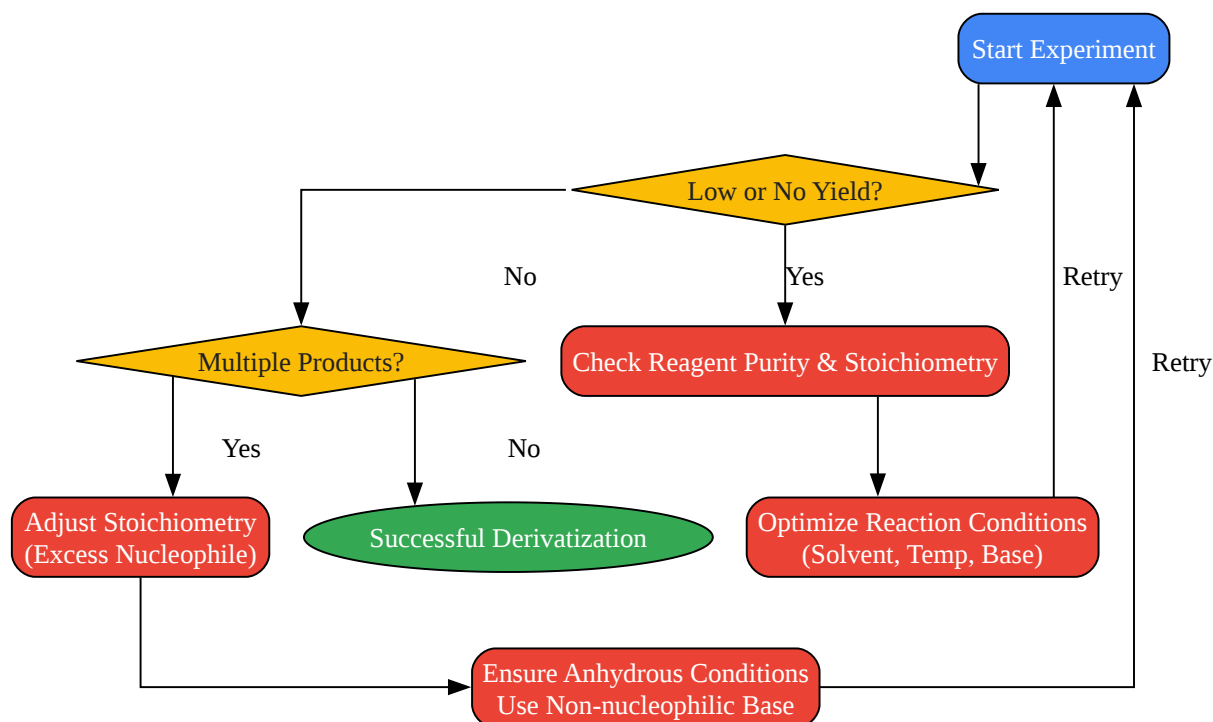 Start Experiment
Low or No Yield?
No
Yes
Retry
Multiple Products?
Check Reagent Purity & Stoichiometry
Retry
Yes
No
Adjust Stoichiometry
(Excess Nucleophile)
Successful Derivatization
Optimize Reaction Conditions
(Solvent, Temp, Base)
Ensure Anhydrous Conditions
Use Non-nucleophilic Base